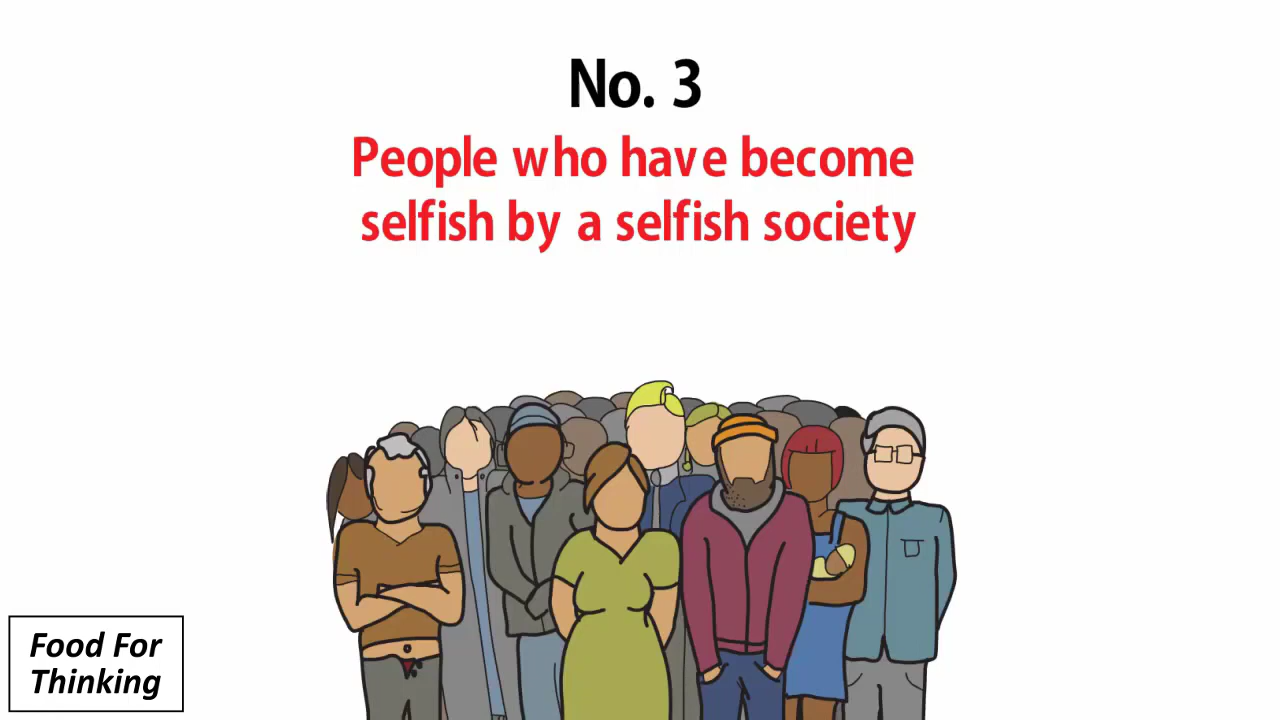 No. 3
People who have become
selfish by a selfish society
Food For
Thinking